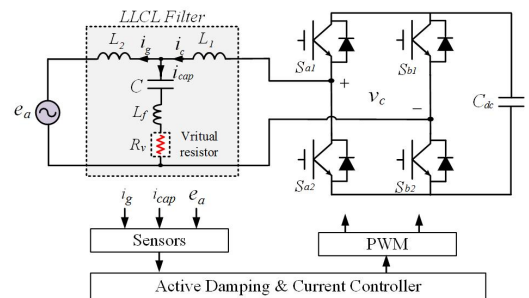 LLCL Filter
L2 ig ic L1
icap
C
Lf
Rv Vritual resistor
ea
Sa1 Sb1
+
vc
−
Cdc
Sa2 Sb2
ig icap ea
Sensors
PWM
Active Damping & Current Controller